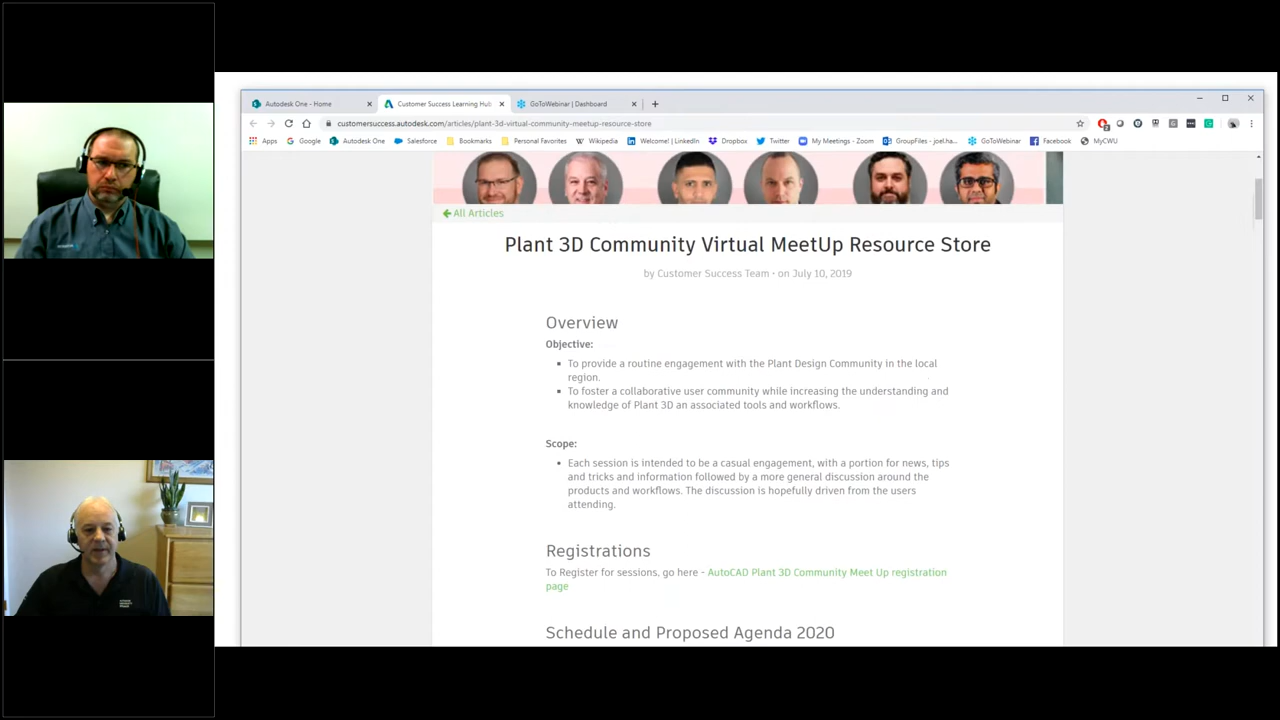 Autodesk One - Home
Customer Success Learning Hub
GoToWebinar | Dashboard
customersuccess.autodesk.com/articles/plant-3d-virtual-community-meetup-resource-store
Apps Google Autodesk One Salesforce Bookmarks Personal Favorites Wikipedia Welcome! | LinkedIn Dropbox Twitter My Meetings - Zoom GroupFiles - joel.ha... GoToWebinar Facebook MyCWU
All Articles
Plant 3D Community Virtual MeetUp Resource Store
by Customer Success Team · on July 10, 2019
Overview
Objective:
To provide a routine engagement with the Plant Design Community in the local
region.
To foster a collaborative user community while increasing the understanding and
knowledge of Plant 3D an associated tools and workflows.
Scope:
Each session is intended to be a casual engagement, with a portion for news, tips
and tricks and information followed by a more general discussion around the
products and workflows. The discussion is hopefully driven from the users
attending.
Registrations
To Register for sessions, go here - AutoCAD Plant 3D Community Meet Up registration
page
Schedule and Proposed Agenda 2020